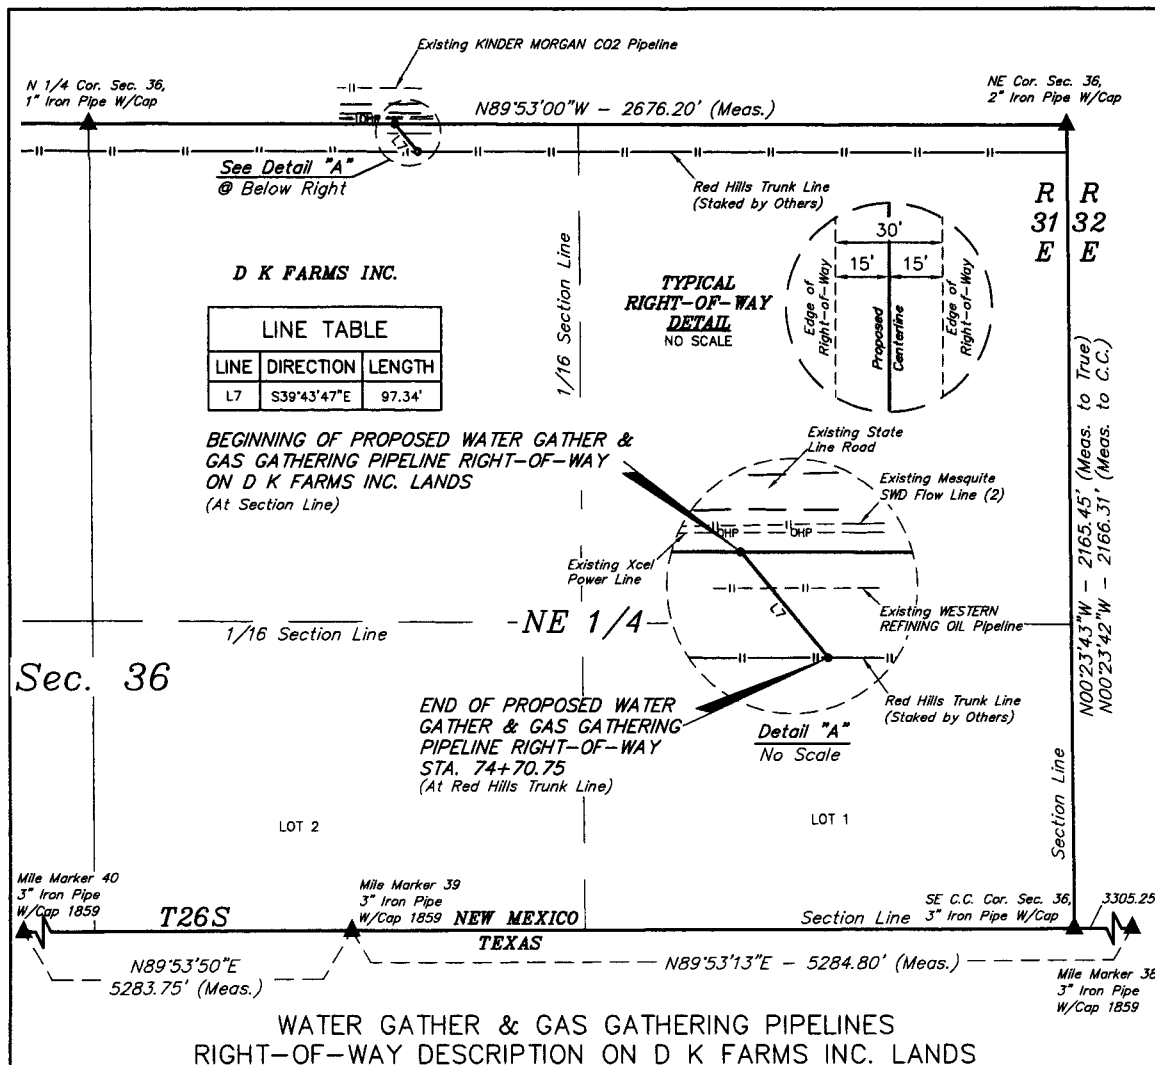 Existing KINDER MORGAN CO2 Pipeline
N 1/4 Cor. Sec. 36,
1" Iron Pipe W/Cap
NE Cor. Sec. 36,
2" Iron Pipe W/Cap
N89°53'00"W - 2676.20' (Meas.)
OHP
L7
See Detail "A"
@ Below Right
Red Hills Trunk Line
(Staked by Others)
R R
31 32
E E
1/16 Section Line
D K FARMS INC.
LINE TABLE
LINE DIRECTION LENGTH
L7 S39°43'47"E 97.34'
TYPICAL
RIGHT-OF-WAY
DETAIL
NO SCALE
30'
15' 15'
Edge of
Right-of-Way
Proposed
Centerline
Edge of
Right-of-Way
N00°23'43"W - 2165.45' (Meas. to True)
N00°23'42"W - 2166.31' (Meas. to C.C.)
BEGINNING OF PROPOSED WATER GATHER &
GAS GATHERING PIPELINE RIGHT-OF-WAY
ON D K FARMS INC. LANDS
(At Section Line)
Existing State
Line Road
Existing Mesquite
SWD Flow Line (2)
OHP OHP
Existing Xcel
Power Line
L7
Existing WESTERN
REFINING OIL Pipeline
NE 1/4
1/16 Section Line
Sec. 36
END OF PROPOSED WATER
GATHER & GAS GATHERING
PIPELINE RIGHT-OF-WAY
STA. 74+70.75
(At Red Hills Trunk Line)
Red Hills Trunk Line
(Staked by Others)
Detail "A"
No Scale
Section Line
LOT 2
LOT 1
Mile Marker 40
3" Iron Pipe
W/Cap 1859
T26S
Mile Marker 39
3" Iron Pipe
W/Cap 1859
NEW MEXICO
TEXAS
Section Line
SE C.C. Cor. Sec. 36,
3" Iron Pipe W/Cap
3305.25
N89°53'50"E
5283.75' (Meas.)
N89°53'13"E - 5284.80' (Meas.)
Mile Marker 38
3" Iron Pipe
W/Cap 1859
WATER GATHER & GAS GATHERING PIPELINES
RIGHT-OF-WAY DESCRIPTION ON D K FARMS INC. LANDS